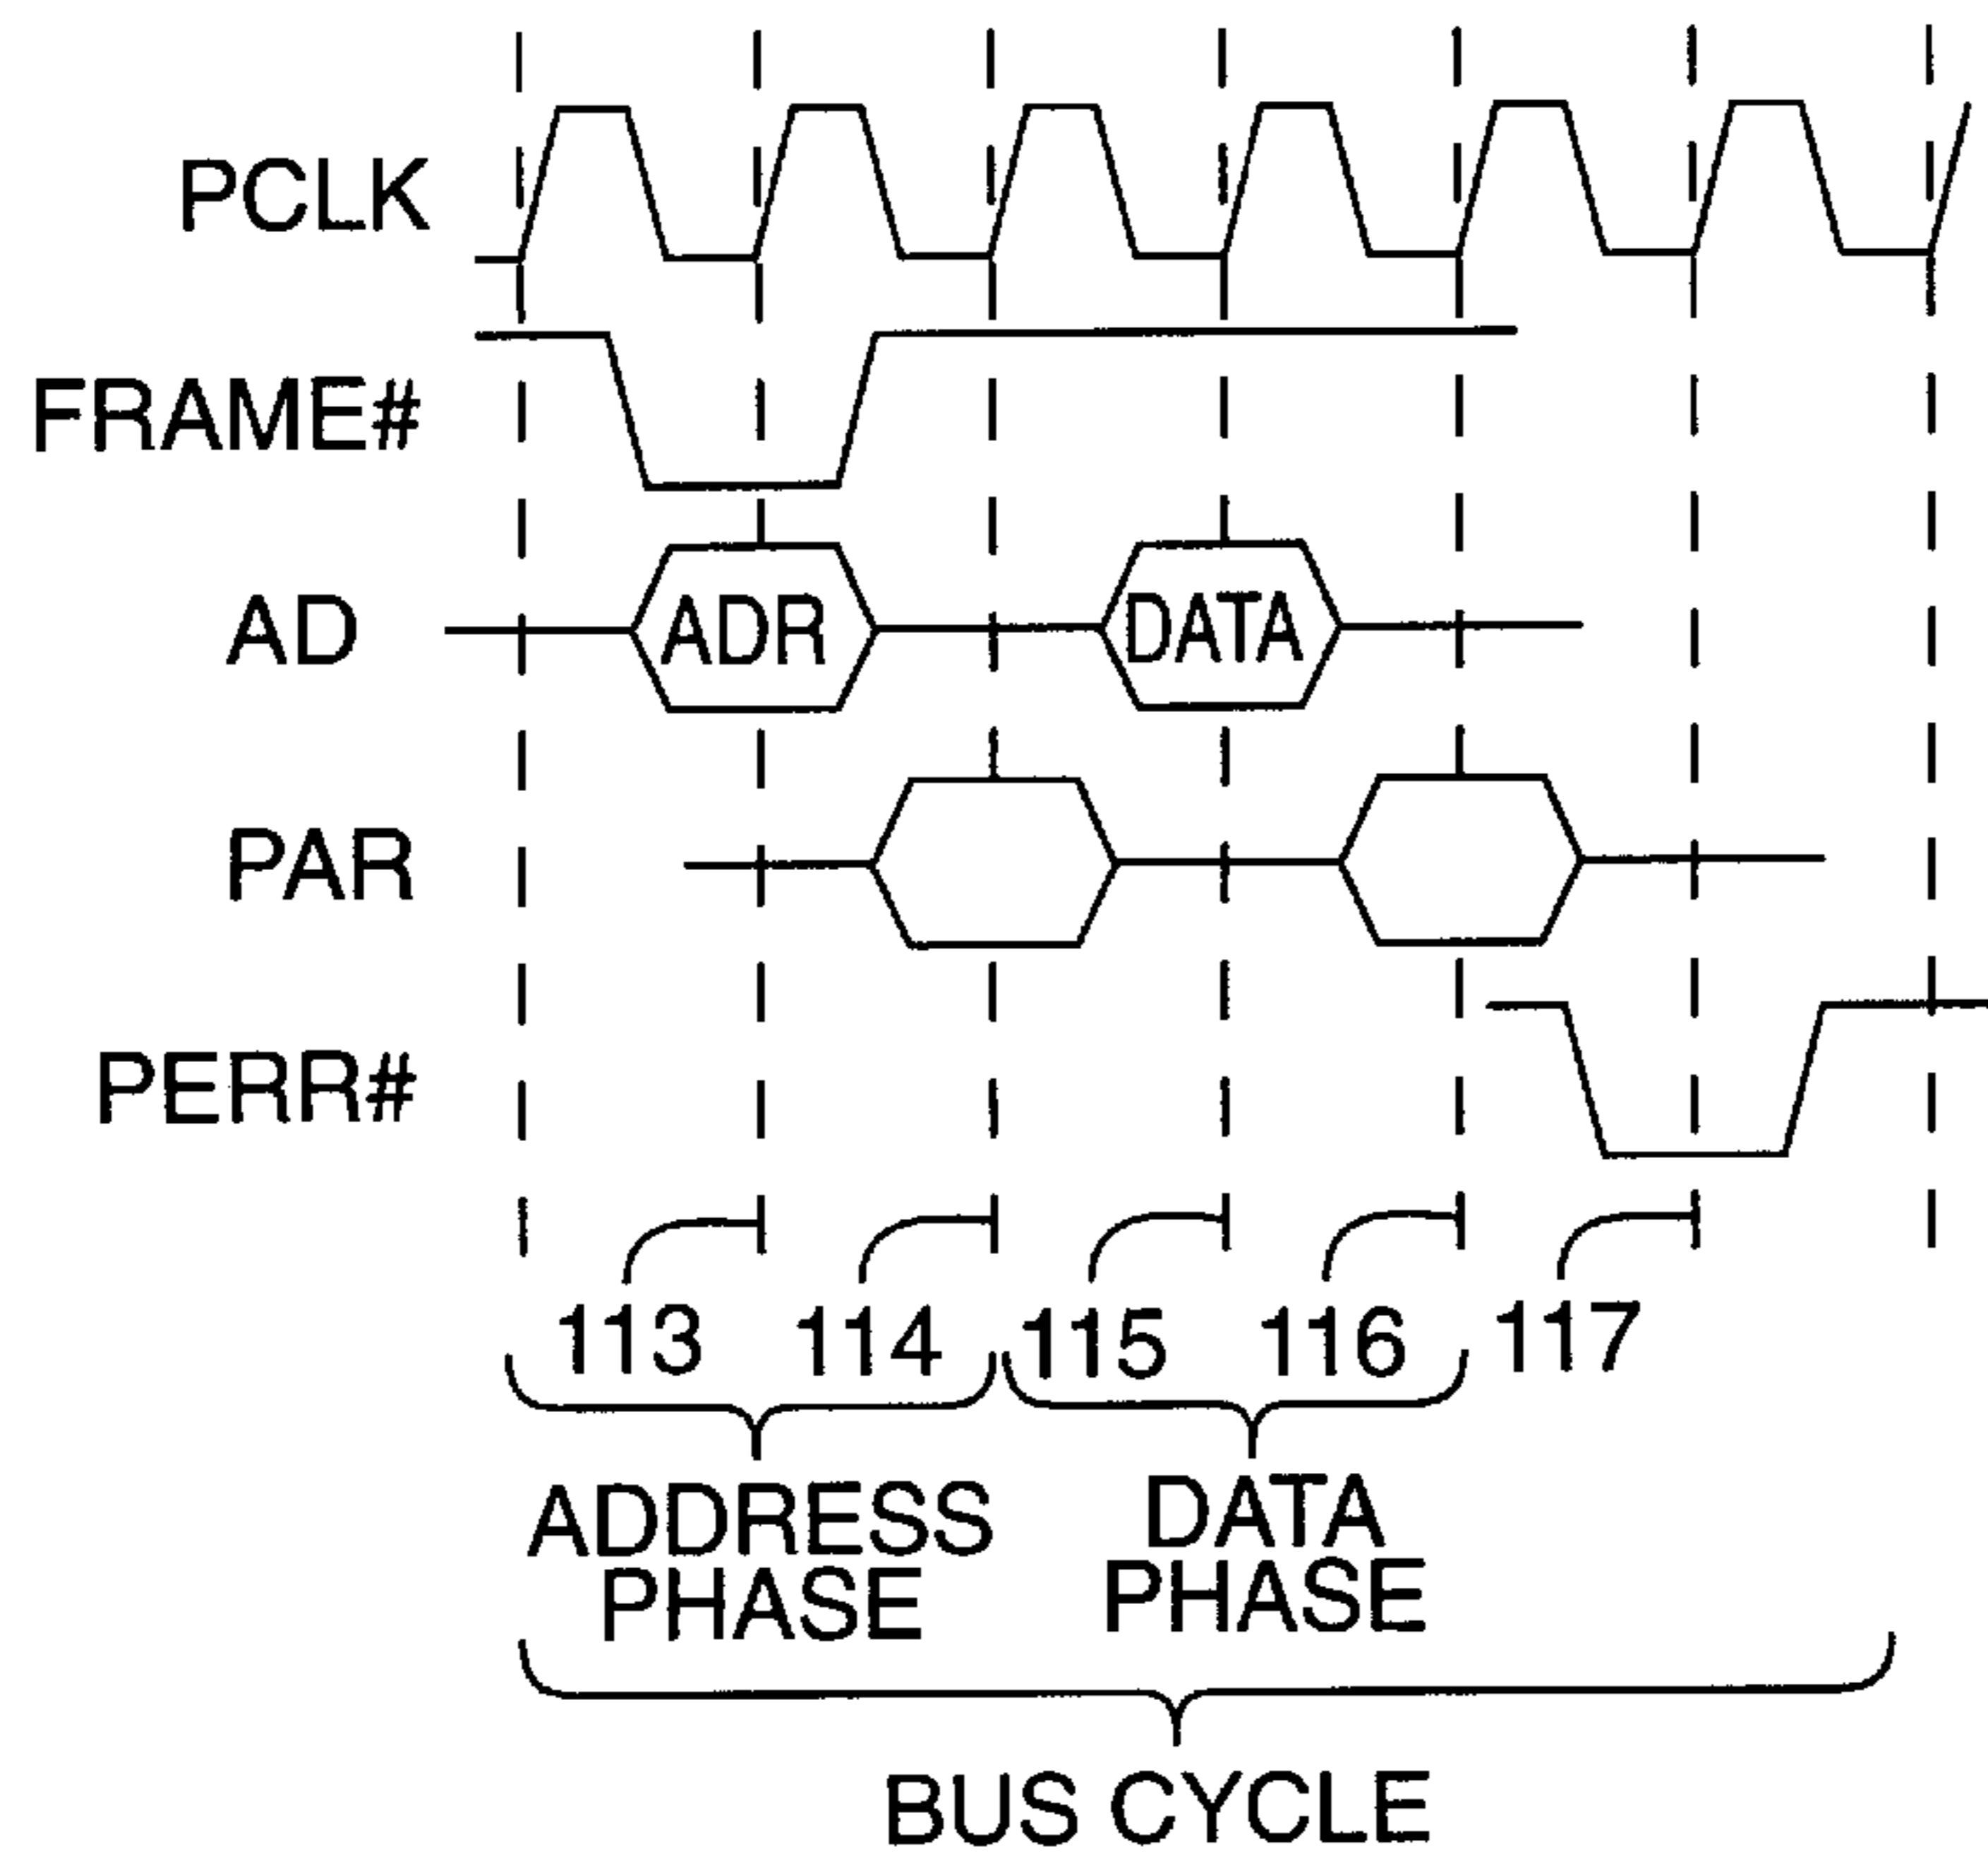 PCLK
FRAME#
AD ADR DATA
PAR
PERR#
113 114 115 116 117
ADDRESS PHASE
DATA PHASE
BUS CYCLE